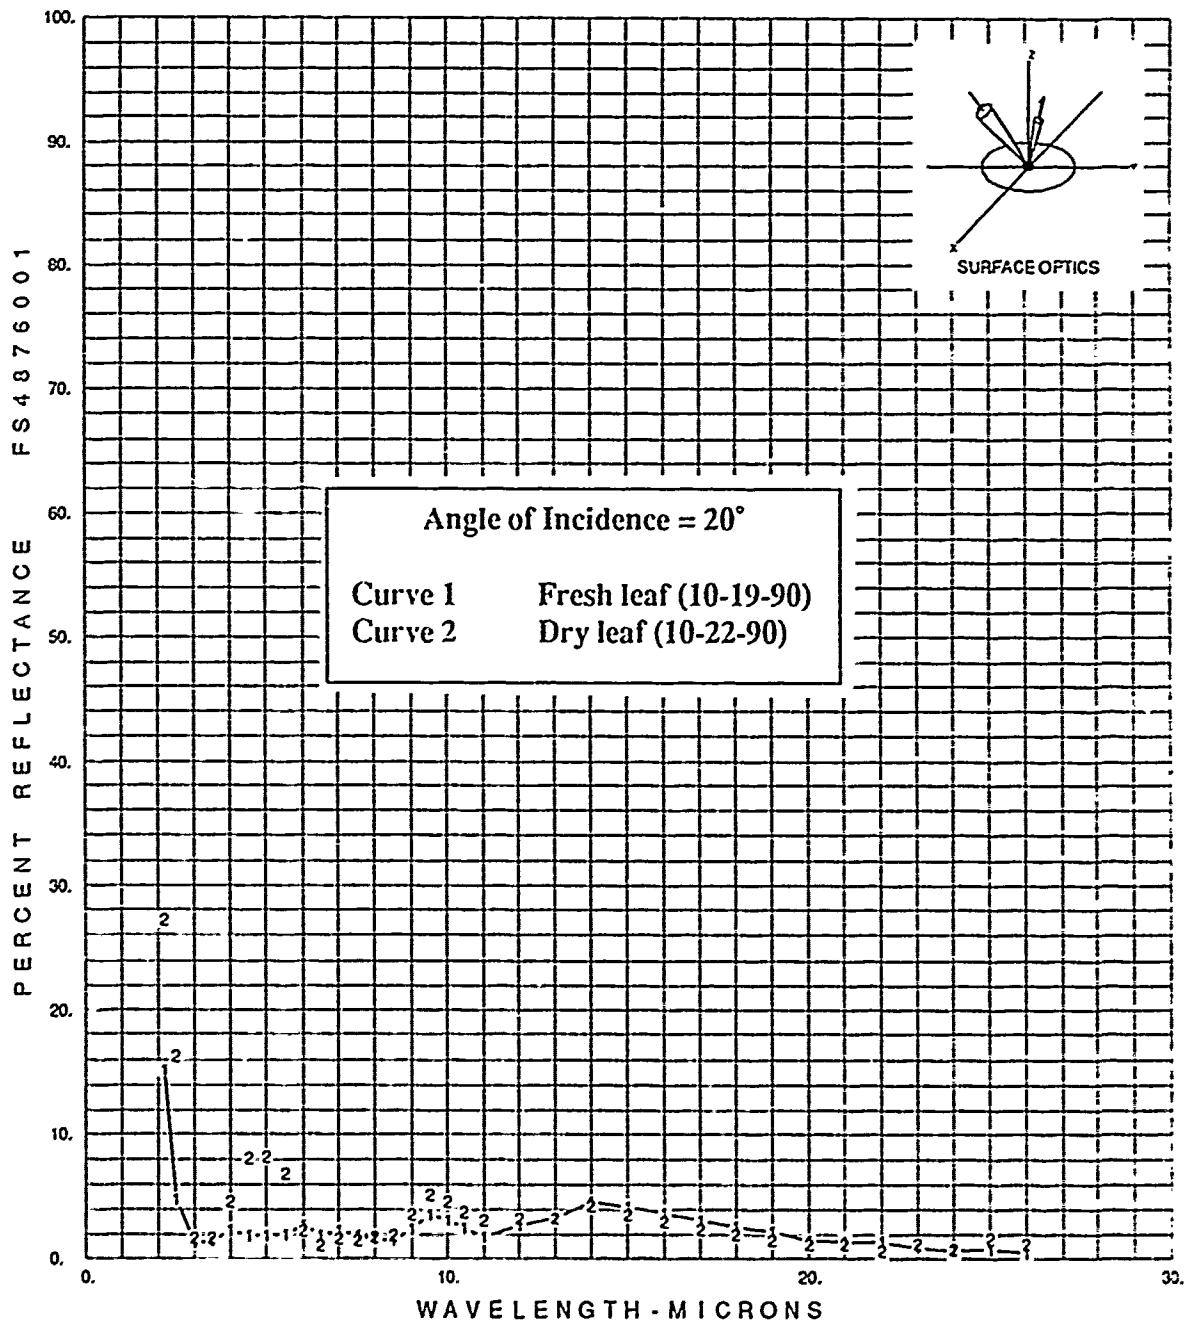 100.
90.
80.
70.
60.
50.
40.
30.
20.
10.
0.
PERCENT REFLECTANCE FS4876001
Z
X
SURFACE OPTICS
Angle of Incidence = 20°
Curve 1 Fresh leaf (10-19-90)
Curve 2 Dry leaf (10-22-90)
0. 10. 20. 30.
WAVELENGTH-MICRONS